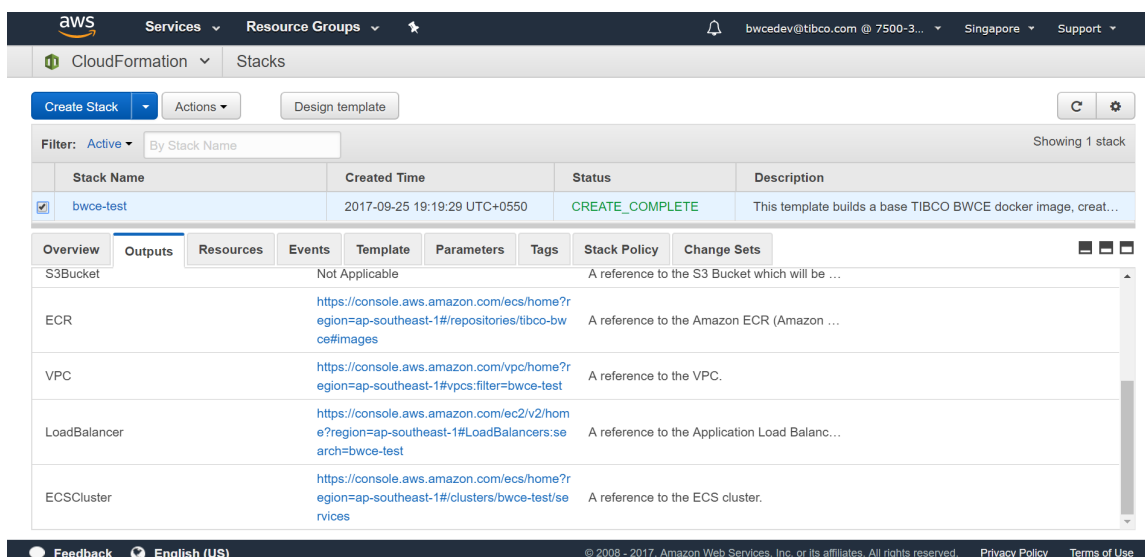 aws Services Resource Groups bwcedev@tibco.com @ 7500-3... Singapore Support
CloudFormation Stacks
Create Stack Actions Design template
Filter: Active By Stack Name Showing 1 stack
Stack Name Created Time Status Description
bwce-test 2017-09-25 19:19:29 UTC+0550 CREATE_COMPLETE This template builds a base TIBCO BWCE docker image, creat…
Overview Outputs Resources Events Template Parameters Tags Stack Policy Change Sets
S3Bucket Not Applicable A reference to the S3 Bucket which will be …
https://console.aws.amazon.com/ecs/home?r
ECR egion=ap-southeast-1#/repositories/tibco-bw A reference to the Amazon ECR (Amazon …
ce#images
https://console.aws.amazon.com/vpc/home?r
VPC egion=ap-southeast-1#vpcs:filter=bwce-test A reference to the VPC.
https://console.aws.amazon.com/ec2/v2/hom
LoadBalancer e?region=ap-southeast-1#LoadBalancers:se A reference to the Application Load Balanc…
arch=bwce-test
https://console.aws.amazon.com/ecs/home?r
ECSCluster egion=ap-southeast-1#/clusters/bwce-test/se A reference to the ECS cluster.
rvices
Feedback English (US) © 2008 - 2017, Amazon Web Services, Inc. or its affiliates. All rights reserved. Privacy Policy Terms of Use